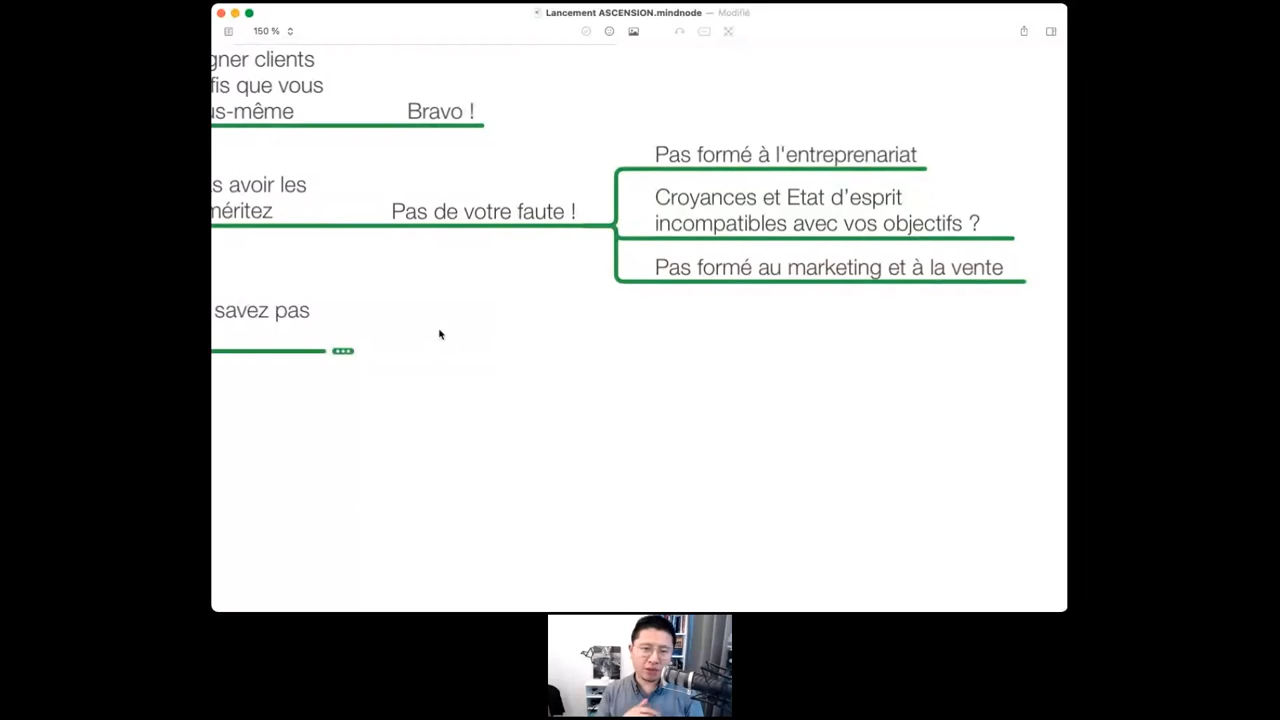 Lancement ASCENSION.mindnode — Modifié
150 %
gner clients
fis que vous
us-même
Bravo !
Pas formé à l'entreprenariat
s avoir les
méritez
Pas de votre faute !
Croyances et Etat d'esprit
incompatibles avec vos objectifs ?
Pas formé au marketing et à la vente
savez pas